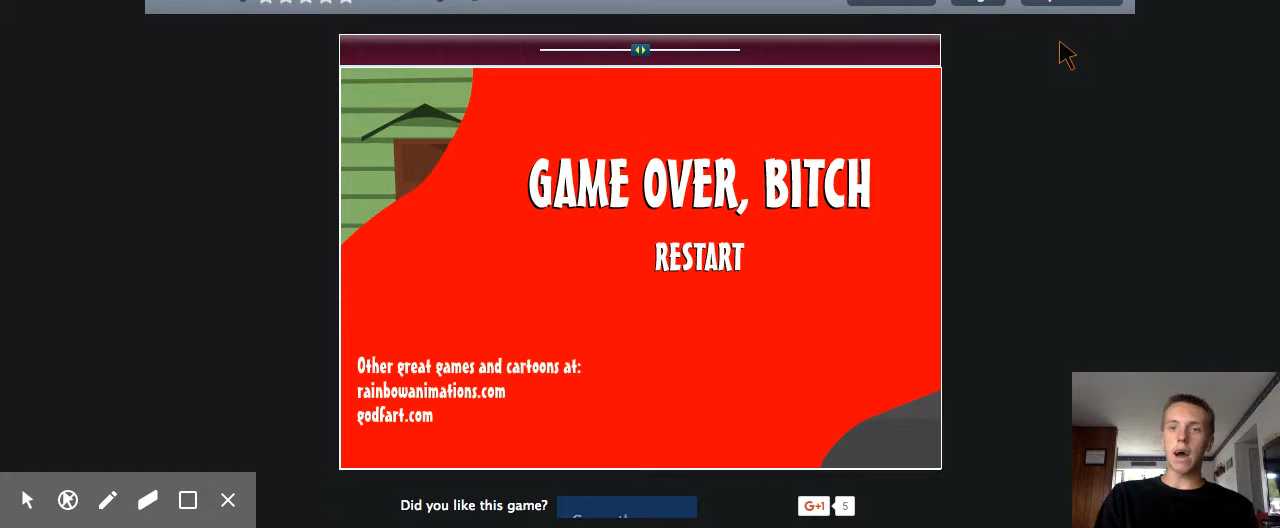 GAME OVER, BITCH
RESTART
Other great games and cartoons at:
rainbowanimations.com
godfart.com
Did you like this game?
G+1 5